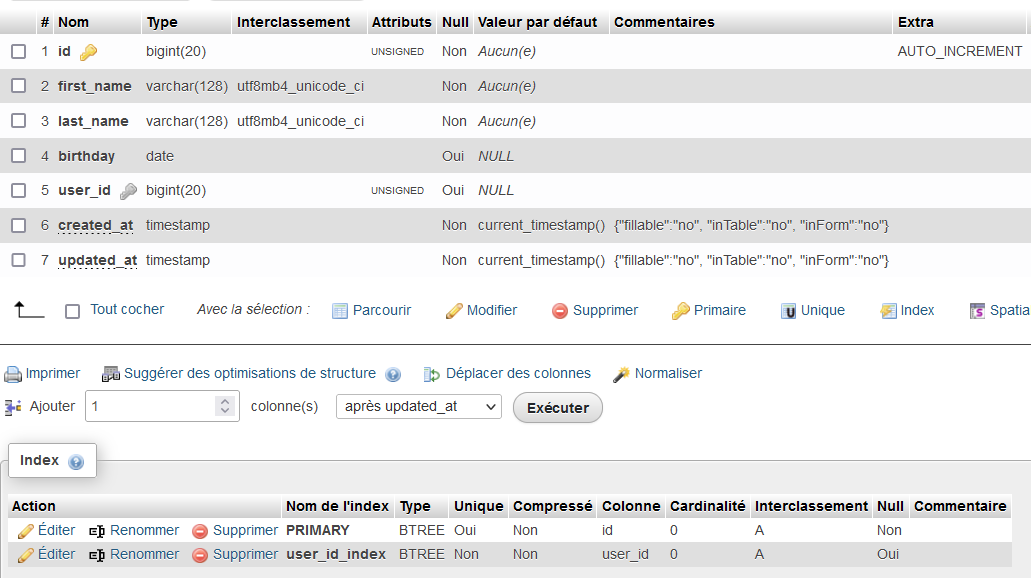 # Nom Type Interclassement Attributs Null Valeur par défaut Commentaires Extra
1 id bigint(20) UNSIGNED Non Aucun(e) AUTO_INCREMENT
2 first_name varchar(128) utf8mb4_unicode_ci Non Aucun(e)
3 last_name varchar(128) utf8mb4_unicode_ci Non Aucun(e)
4 birthday date Oui NULL
5 user_id bigint(20) UNSIGNED Oui NULL
6 created_at timestamp Non current_timestamp() {"fillable":"no", "inTable":"no", "inForm":"no"}
7 updated_at timestamp Non current_timestamp() {"fillable":"no", "inTable":"no", "inForm":"no"}
Tout cocher Avec la sélection : Parcourir Modifier Supprimer Primaire U Unique Index S Spatia
Imprimer Suggérer des optimisations de structure Déplacer des colonnes Normaliser
Ajouter 1 colonne(s) après updated_at Exécuter
Index
Action Nom de l'index Type Unique Compressé Colonne Cardinalité Interclassement Null Commentaire
Éditer Renommer Supprimer PRIMARY BTREE Oui Non id 0 A Non
Éditer Renommer Supprimer user_id_index BTREE Non Non user_id 0 A Oui